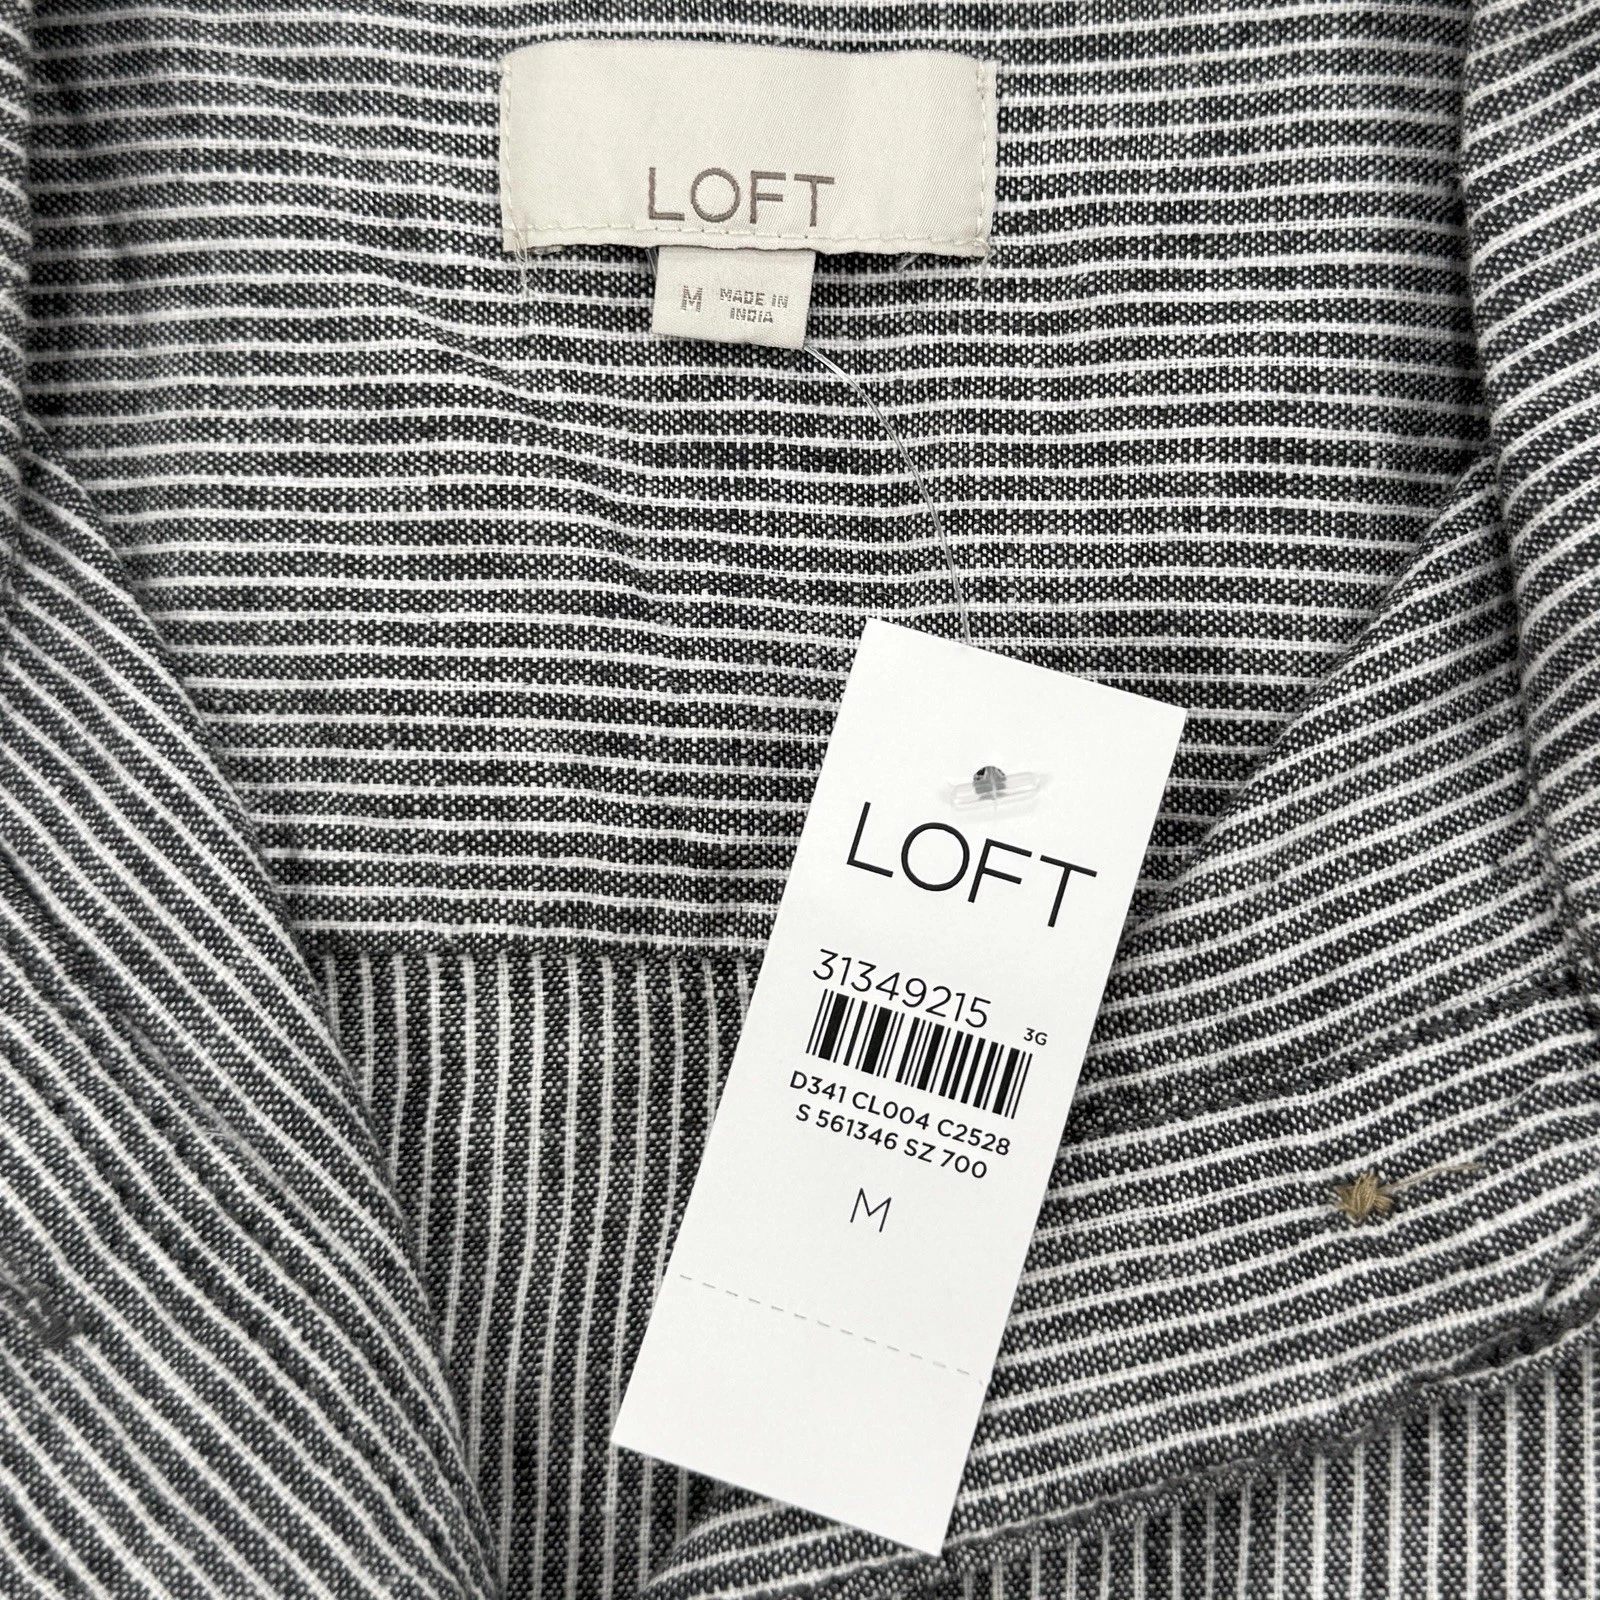 LOFT
M MADE IN
INDIA
LOFT
31349215
3G
D341 CL004 C2528
S 561346 SZ 700
M